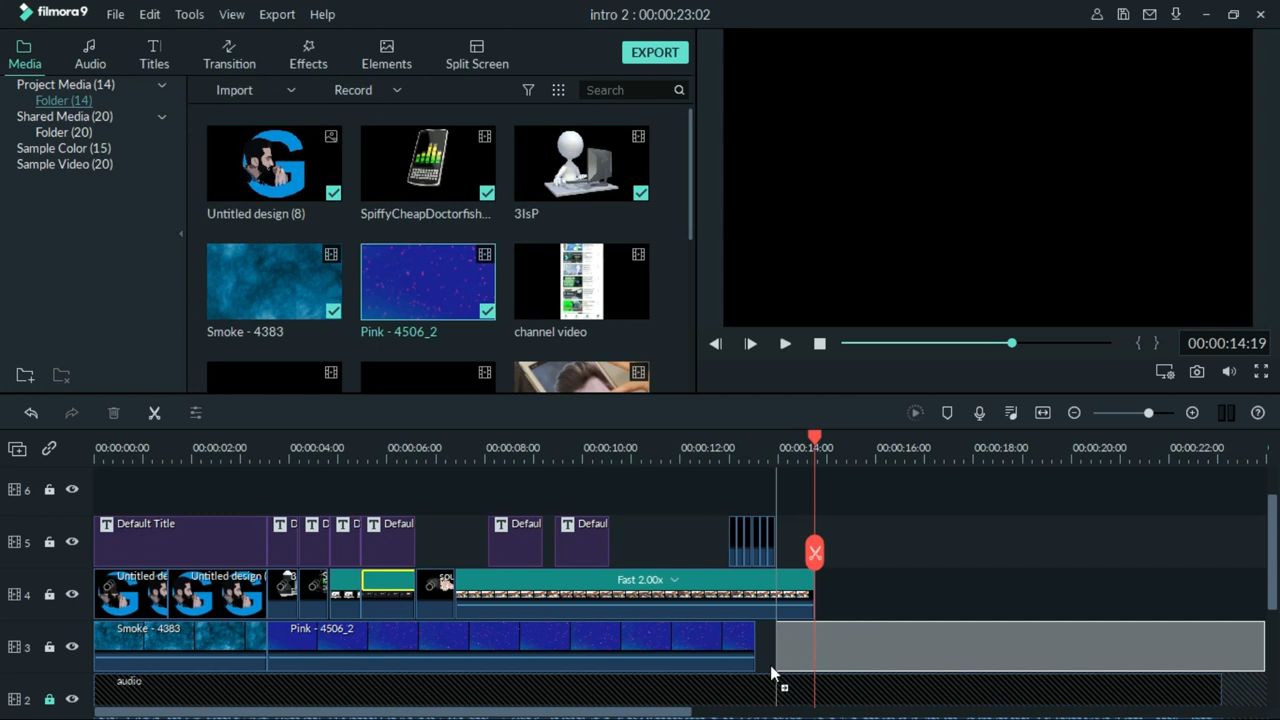 filmora9 File Edit Tools View Export Help intro 2 : 00:00:23:02
Media Audio Titles Transition Effects Elements Split Screen EXPORT
Project Media (14)
Folder (14)
Shared Media (20)
Folder (20)
Sample Color (15)
Sample Video (20)
Import Record Search
Untitled design (8) SpiffyCheapDoctorfish... 3IsP
Smoke - 4383 Pink - 4506_2 channel video
00:00:14:19
00:00:00:00 00:00:02:00 00:00:04:00 00:00:06:00 00:00:08:00 00:00:10:00 00:00:12:00 00:00:14:00 00:00:16:00 00:00:18:00 00:00:20:00 00:00:22:00
6
5 T Default Title T D T D T D T Defaul T Defaul T Defaul
4 Untitled de Untitled design ( Fast 2.00x
3 Smoke - 4383 Pink - 4506_2
2 audio